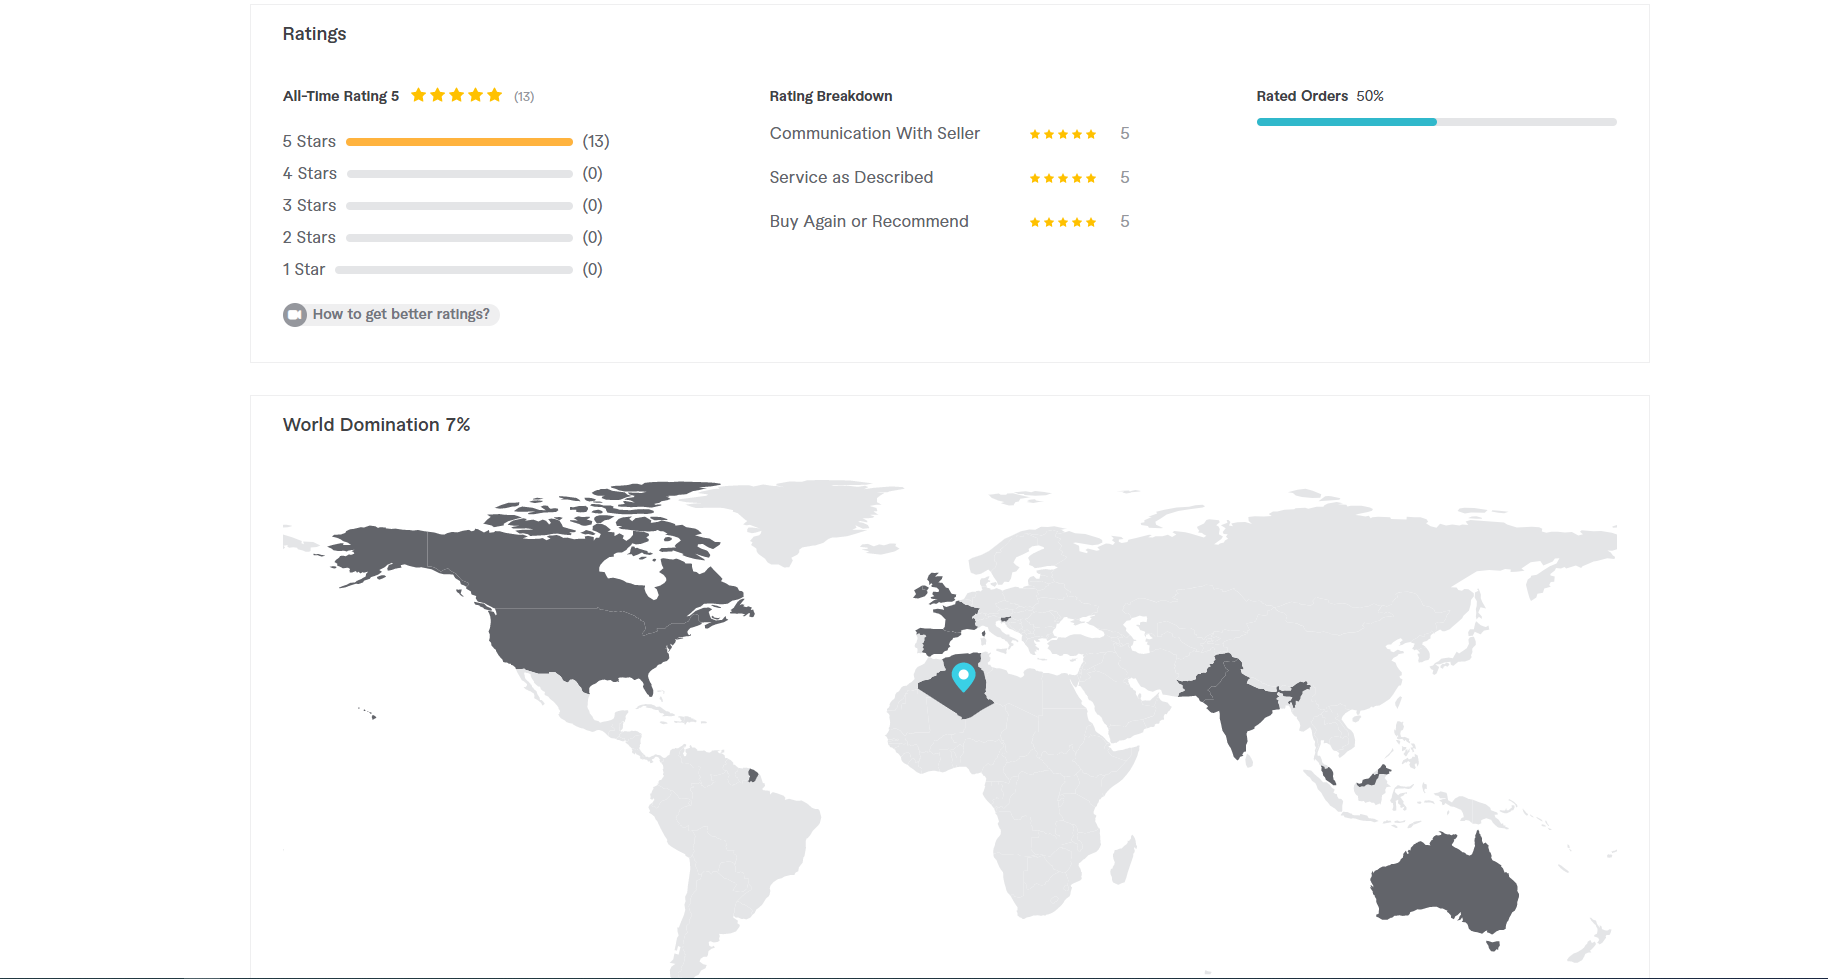 Ratings
All-Time Rating 5 (13)
5 Stars (13)
4 Stars (0)
3 Stars (0)
2 Stars (0)
1 Star (0)
How to get better ratings?
Rating Breakdown
Communication With Seller 5
Service as Described 5
Buy Again or Recommend 5
Rated Orders 50%
World Domination 7%